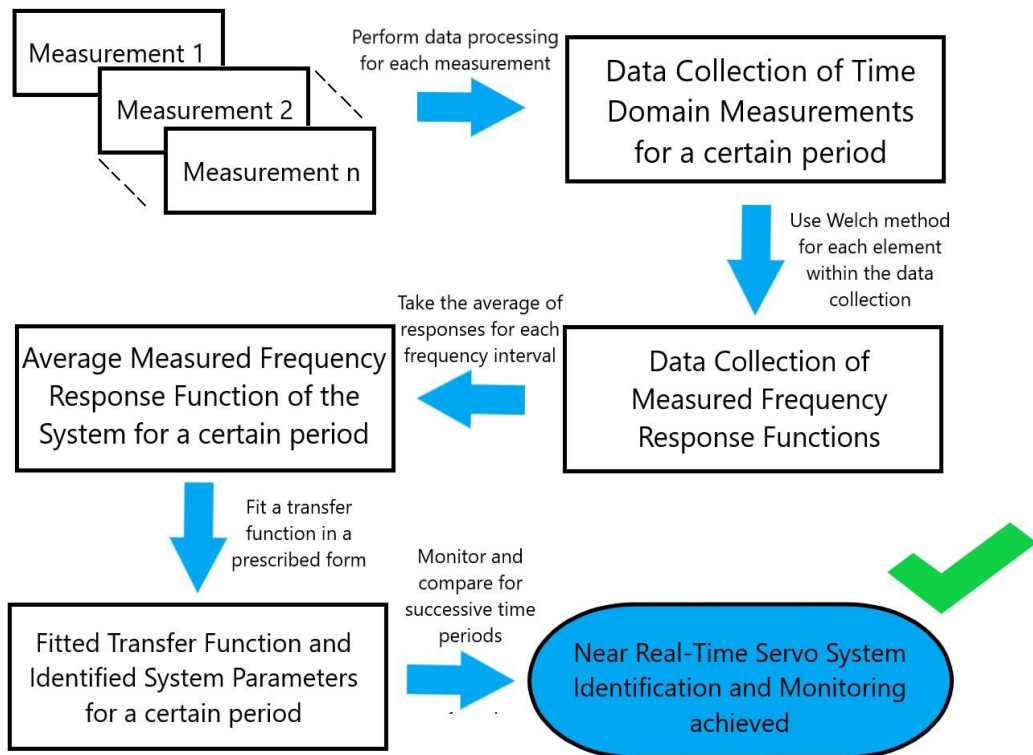 Measurement 1
Measurement 2
Measurement n
Perform data processing
for each measurement
Data Collection of Time
Domain Measurements
for a certain period
Use Welch method
for each element
within the data
collection
Data Collection of
Measured Frequency
Response Functions
Take the average of
responses for each
frequency interval
Average Measured Frequency
Response Function of the
System for a certain period
Fit a transfer
function in a
prescribed form
Fitted Transfer Function and
Identified System Parameters
for a certain period
Monitor and
compare for
successive time
periods
Near Real-Time Servo System
Identification and Monitoring
achieved